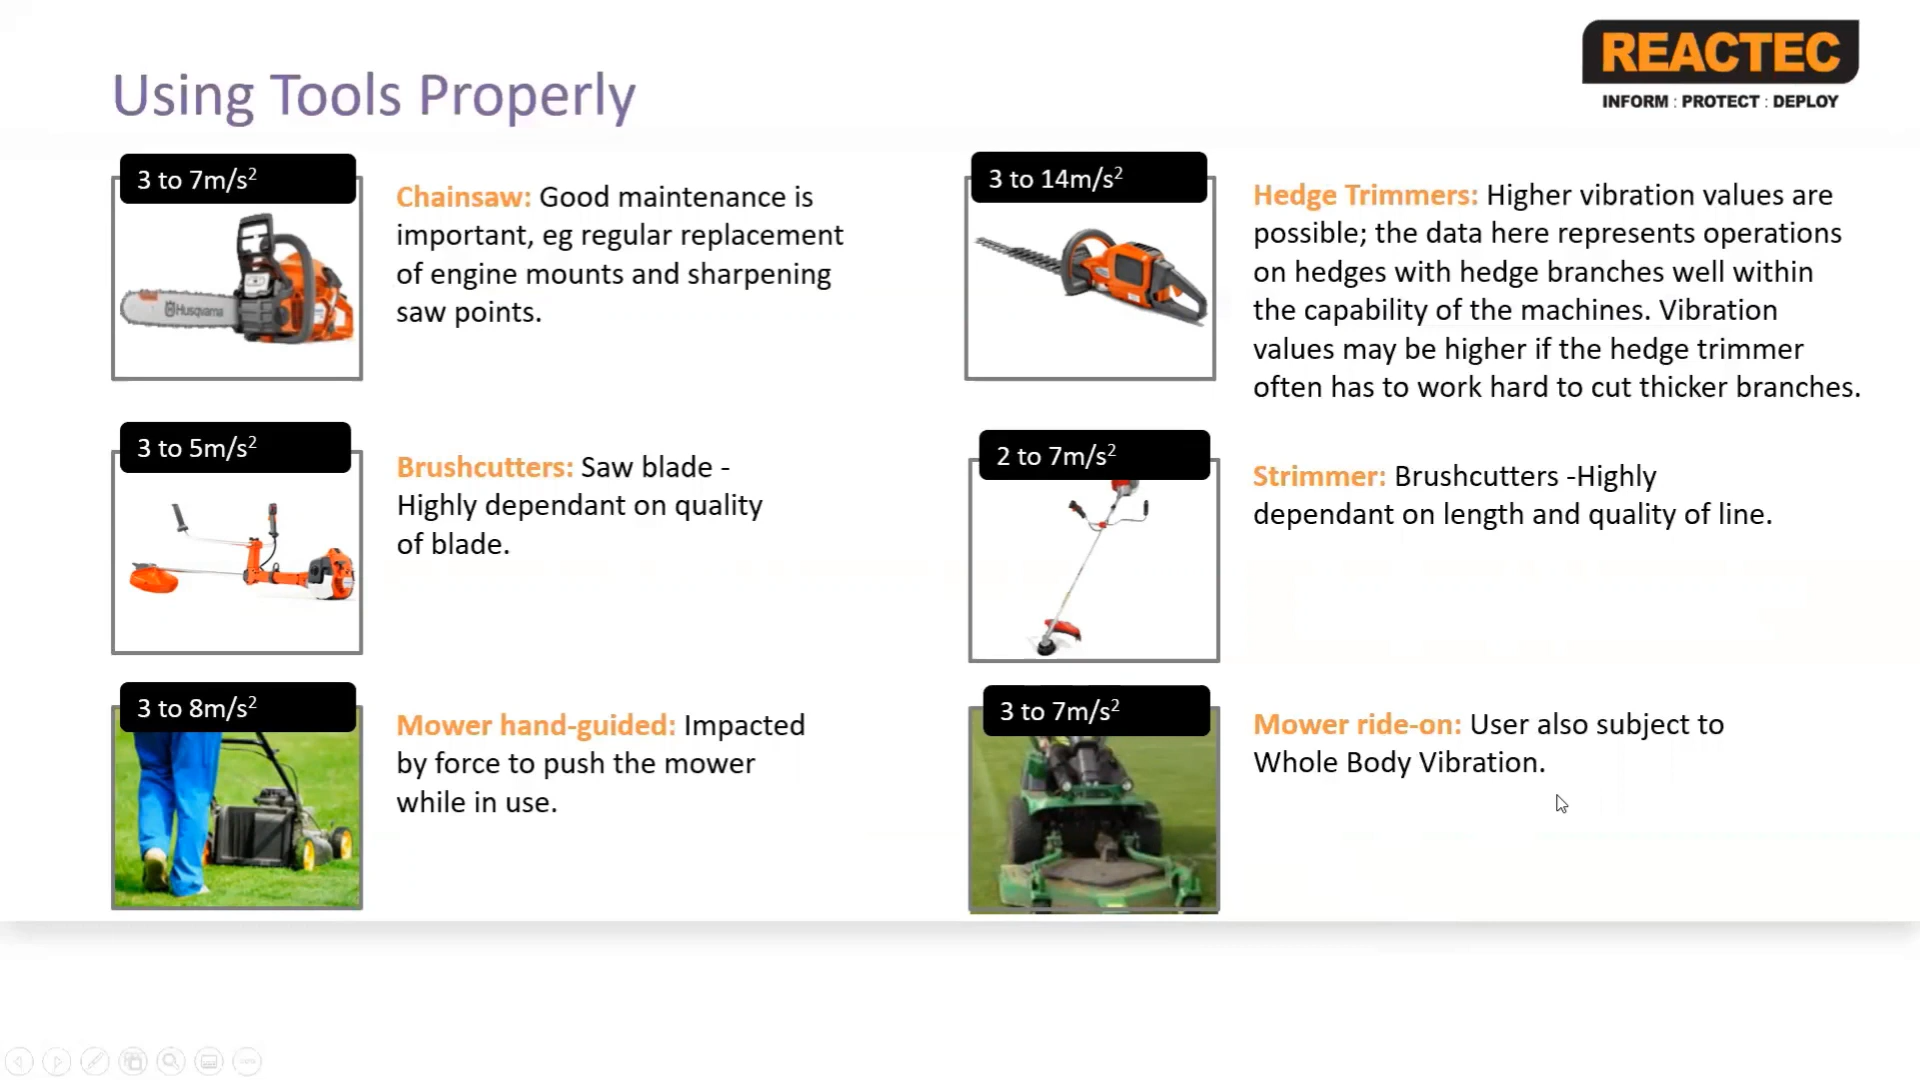 REACTEC
INFORM : PROTECT : DEPLOY
Using Tools Properly
3 to 7m/s²
Husqvarna
Chainsaw: Good maintenance is
important, eg regular replacement
of engine mounts and sharpening
saw points.
3 to 14m/s²
Hedge Trimmers: Higher vibration values are
possible; the data here represents operations
on hedges with hedge branches well within
the capability of the machines. Vibration
values may be higher if the hedge trimmer
often has to work hard to cut thicker branches.
3 to 5m/s²
Brushcutters: Saw blade -
Highly dependant on quality
of blade.
2 to 7m/s²
Strimmer: Brushcutters -Highly
dependant on length and quality of line.
3 to 8m/s²
Mower hand-guided: Impacted
by force to push the mower
while in use.
3 to 7m/s²
Mower ride-on: User also subject to
Whole Body Vibration.